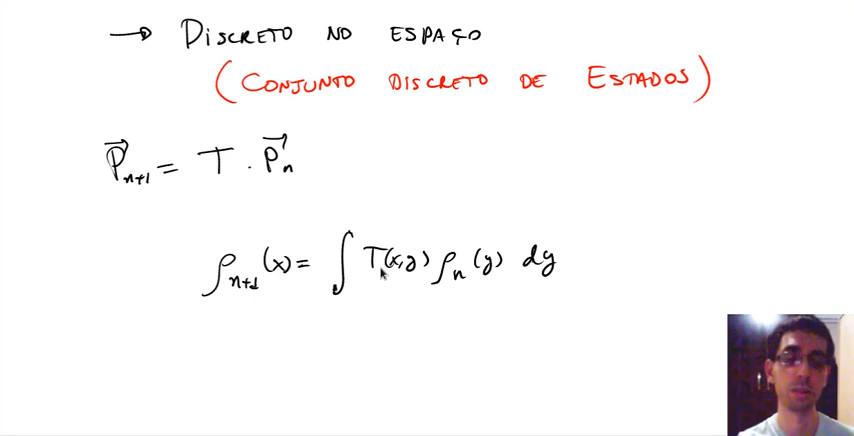 → DISCRETO NO ESPAÇO
(CONJUNTO DISCRETO DE ESTADOS)
P⃗ₙ₊₁ = T · P⃗ₙ
ρₙ₊₁(x) = ∫ T(x,y) ρₙ(y) dy